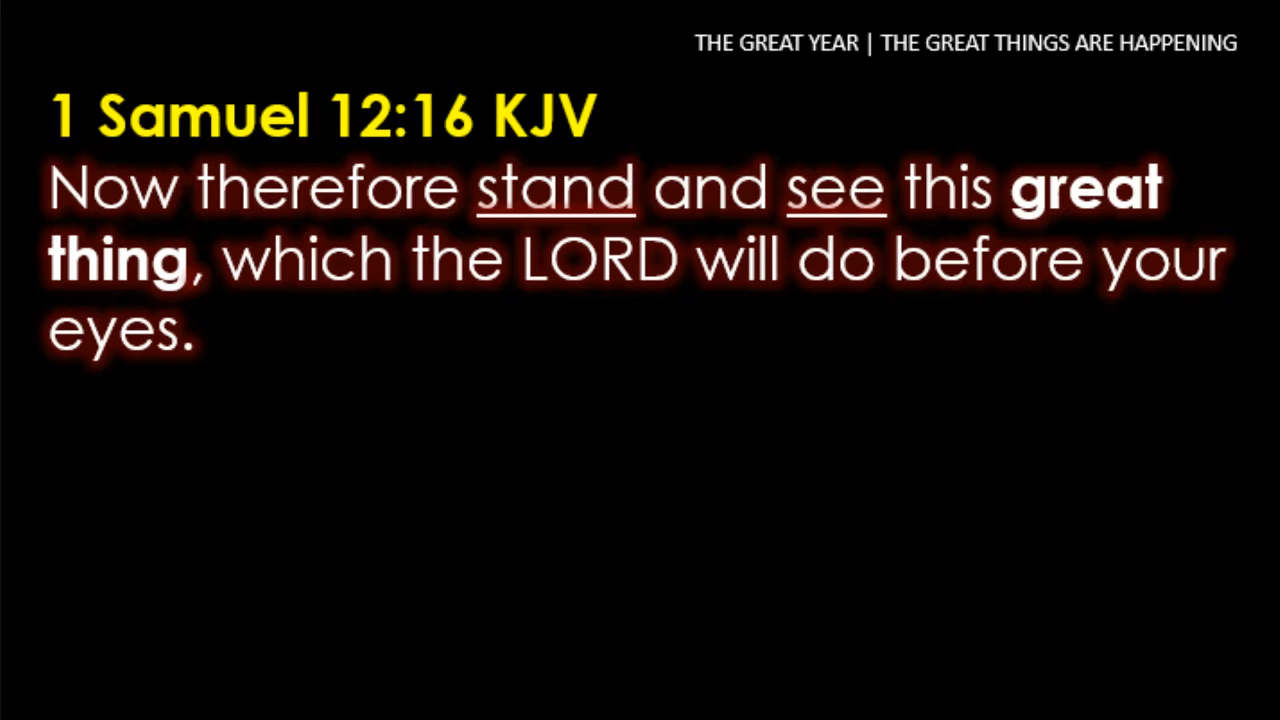 THE GREAT YEAR | THE GREAT THINGS ARE HAPPENING
1 Samuel 12:16 KJV
Now therefore stand and see this great
thing, which the LORD will do before your
eyes.